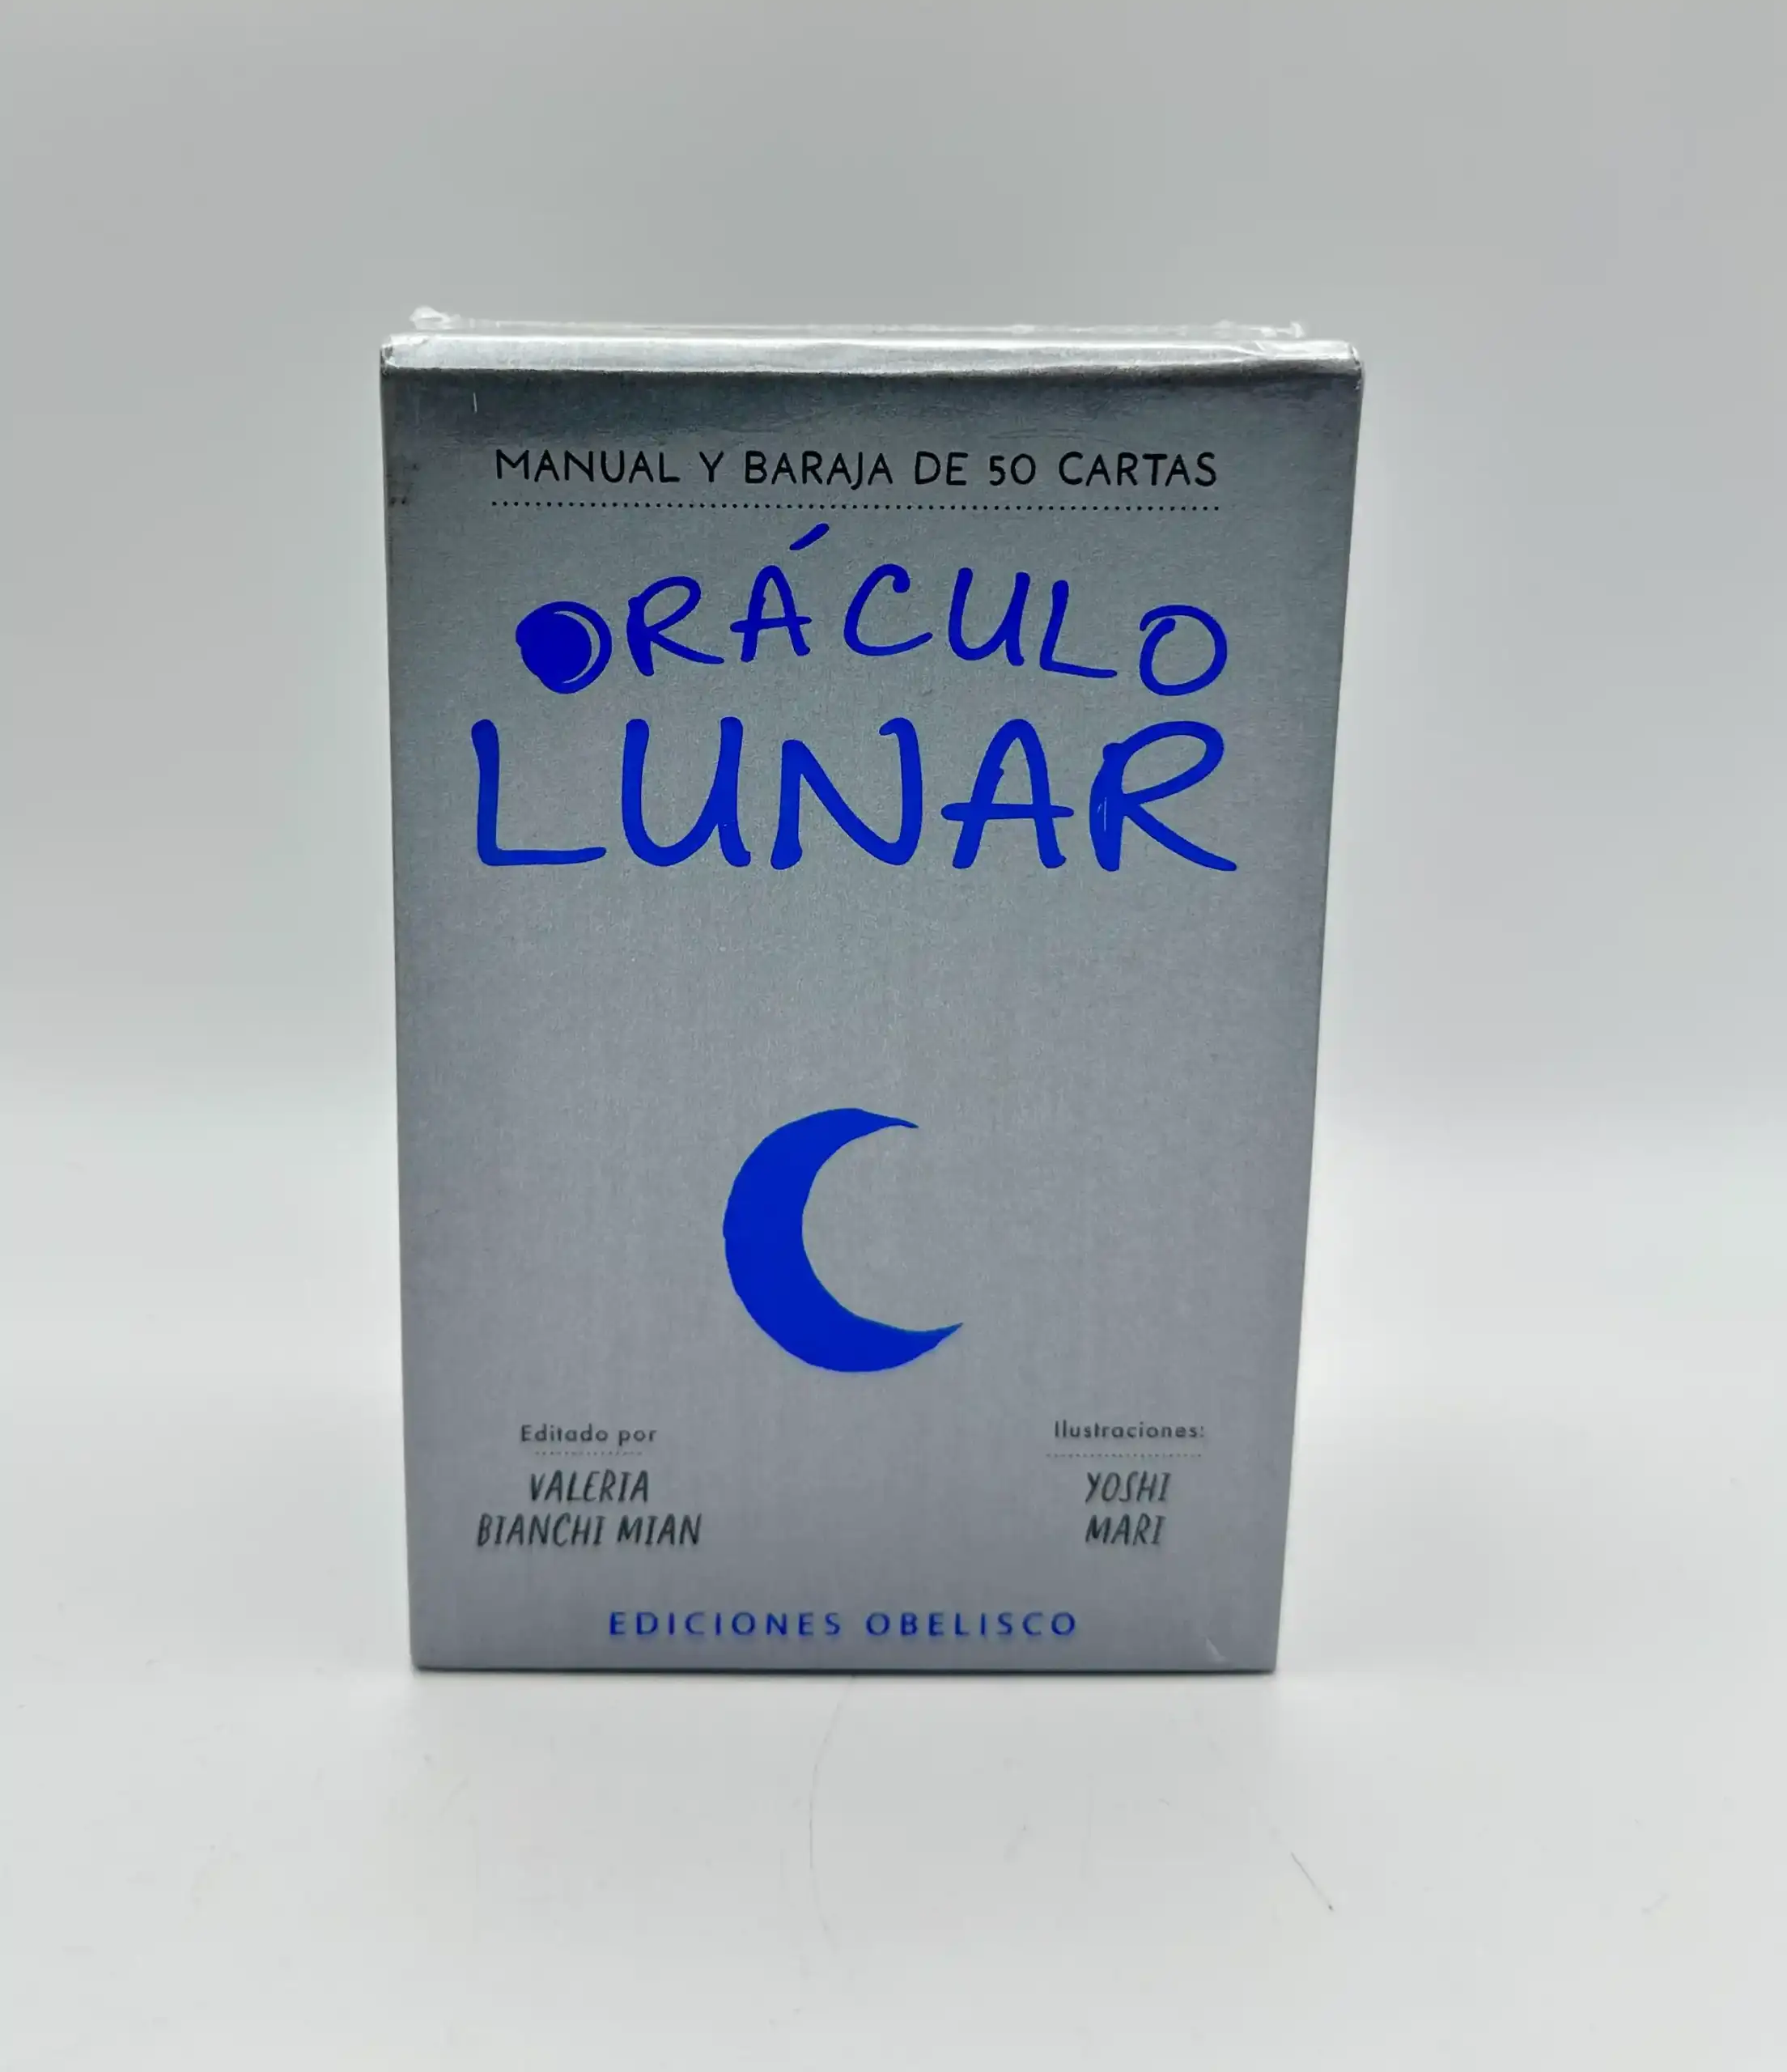 MANUAL Y BARAJA DE 50 CARTAS
ORÁCULO
LUNAR
Editado por
VALERIA
BIANCHI MIAN
Ilustraciones:
YOSHI
MARI
EDICIONES OBELISCO